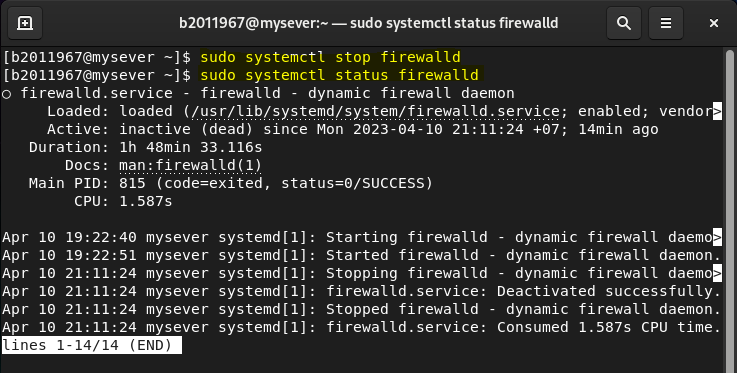 b2011967@mysever:~ — sudo systemctl status firewalld
[b2011967@mysever ~]$ sudo systemctl stop firewalld
[b2011967@mysever ~]$ sudo systemctl status firewalld
○ firewalld.service - firewalld - dynamic firewall daemon
     Loaded: loaded (/usr/lib/systemd/system/firewalld.service; enabled; vendor>
     Active: inactive (dead) since Mon 2023-04-10 21:11:24 +07; 14min ago
   Duration: 1h 48min 33.116s
       Docs: man:firewalld(1)
   Main PID: 815 (code=exited, status=0/SUCCESS)
        CPU: 1.587s

Apr 10 19:22:40 mysever systemd[1]: Starting firewalld - dynamic firewall daemo>
Apr 10 19:22:51 mysever systemd[1]: Started firewalld - dynamic firewall daemon.
Apr 10 21:11:24 mysever systemd[1]: Stopping firewalld - dynamic firewall daemo>
Apr 10 21:11:24 mysever systemd[1]: firewalld.service: Deactivated successfully.
Apr 10 21:11:24 mysever systemd[1]: Stopped firewalld - dynamic firewall daemon.
Apr 10 21:11:24 mysever systemd[1]: firewalld.service: Consumed 1.587s CPU time.
lines 1-14/14 (END)